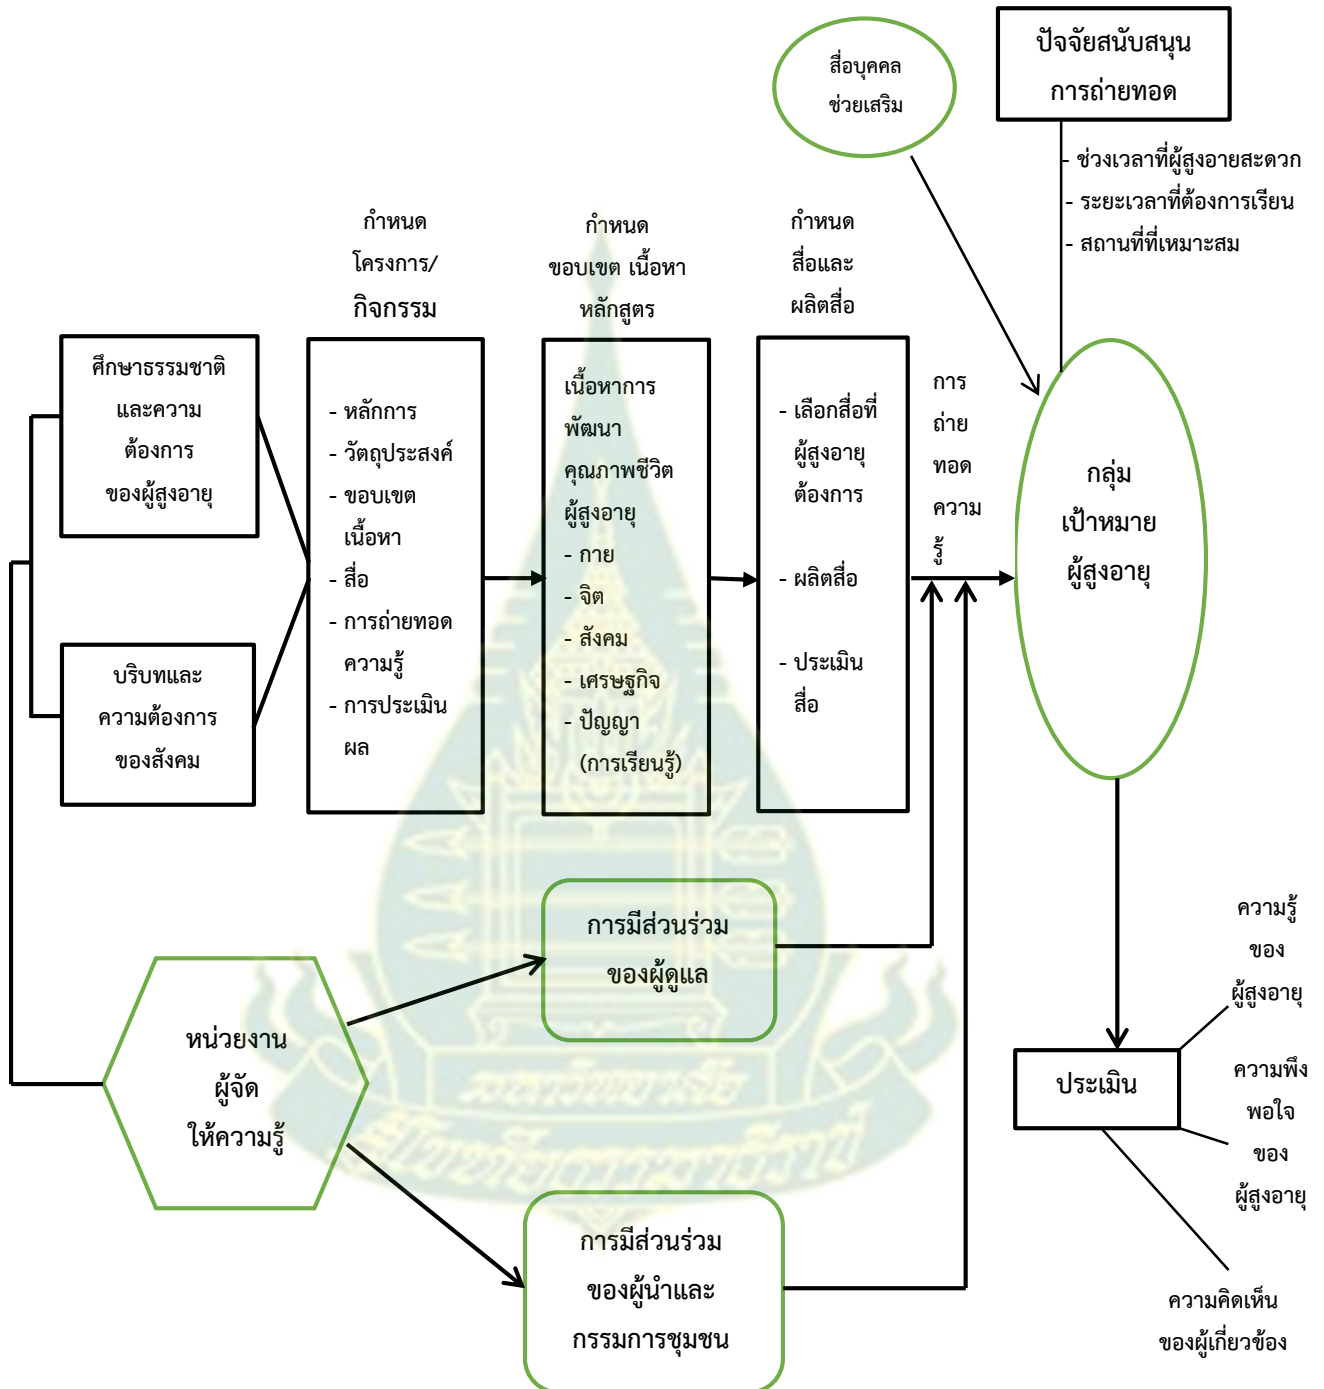 สื่อบุคคล
ช่วยเสริม
ปัจจัยสนับสนุน
การถ่ายทอด
- ช่วงเวลาที่ผู้สูงอายสะดวก
- ระยะเวลาที่ต้องการเรียน
- สถานที่ที่เหมาะสม
กำหนด
โครงการ/
กิจกรรม
กำหนด
ขอบเขต เนื้อหา
หลักสูตร
กำหนด
สื่อและ
ผลิตสื่อ
ศึกษาธรรมชาติ
และความ
ต้องการ
ของผู้สูงอายุ
บริบทและ
ความต้องการ
ของสังคม
- หลักการ
- วัตถุประสงค์
- ขอบเขต
เนื้อหา
- สื่อ
- การถ่ายทอด
ความรู้
- การประเมิน
ผล
เนื้อหาการ
พัฒนา
คุณภาพชีวิต
ผู้สูงอายุ
- กาย
- จิต
- สังคม
- เศรษฐกิจ
- ปัญญา
(การเรียนรู้)
- เลือกสื่อที่
ผู้สูงอายุ
ต้องการ
- ผลิตสื่อ
- ประเมิน
สื่อ
การ
ถ่าย
ทอด
ความ
รู้
กลุ่ม
เป้าหมาย
ผู้สูงอายุ
การมีส่วนร่วม
ของผู้ดูแล
หน่วยงาน
ผู้จัด
ให้ความรู้
การมีส่วนร่วม
ของผู้นำและ
กรรมการชุมชน
ประเมิน
ความรู้
ของ
ผู้สูงอายุ
ความพึง
พอใจ
ของ
ผู้สูงอายุ
ความคิดเห็น
ของผู้เกี่ยวข้อง